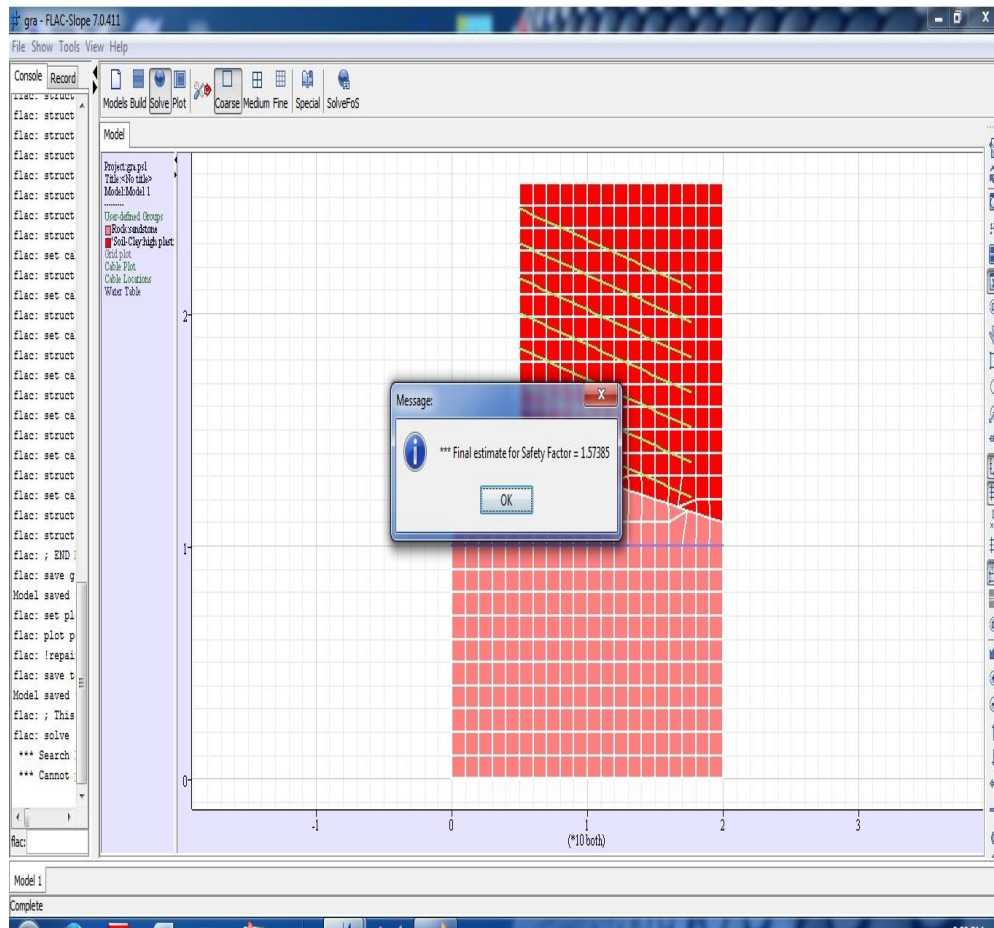 gra - FLAC-Slope 7.0.411
File Show Tools View Help
Console Record
Models Build Solve Plot Coarse Medium Fine Special SolveFoS
Model
flac: struct
flac: struct
flac: struct
flac: struct
flac: struct
flac: struct
flac: struct
flac: struct
flac: set ca
flac: struct
flac: set ca
flac: struct
flac: set ca
flac: struct
flac: set ca
flac: struct
flac: set ca
flac: struct
flac: set ca
flac: struct
flac: set ca
flac: struct
flac: struct
flac: ; END
flac: save g
Model saved
flac: set pl
flac: plot p
flac: !repai
flac: save t
Model saved
flac: ; This
flac: solve
*** Search
*** Cannot
flac:
Project:gra.psl
Title:<No title>
Model:Model 1
----------
User-defined Groups
Rock:sandstone
'Soil-Clay:high plast
Grid plot
Cable Plot
Cable Locations
Water Table
2
1
0
-1 0 1 2 3
(*10 both)
Message:
*** Final estimate for Safety Factor = 1.57385
OK
Model 1
Complete